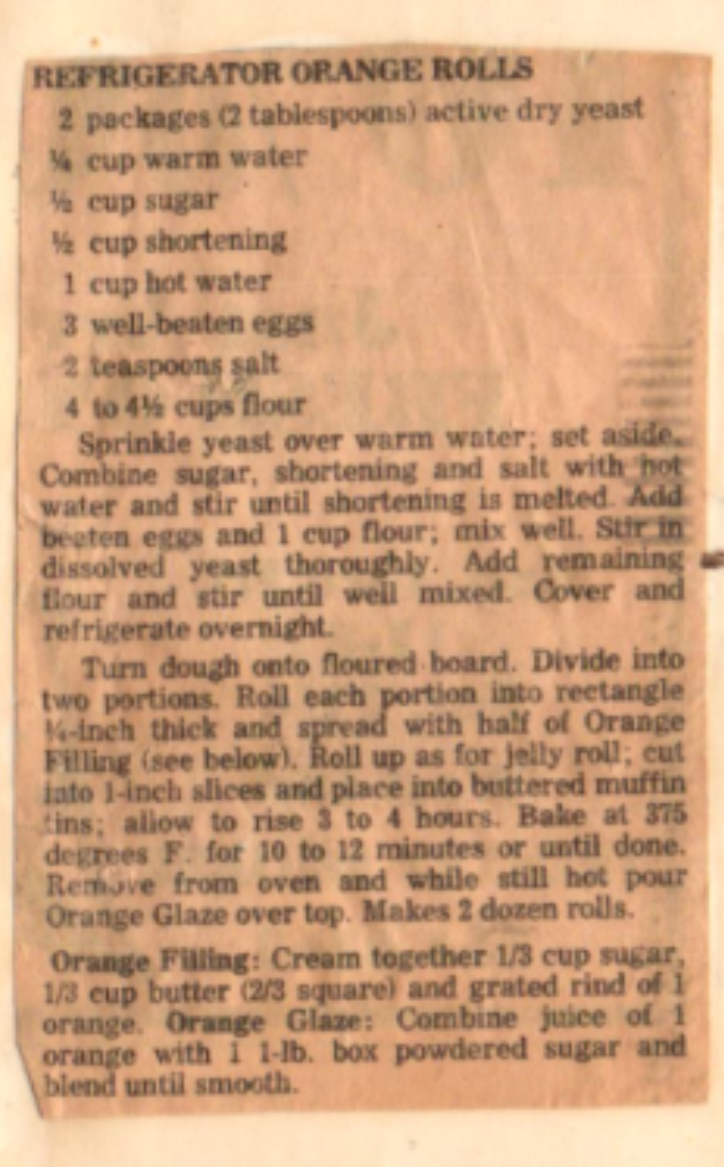 REFRIGERATOR ORANGE ROLLS
2 packages (2 tablespoons) active dry yeast
¼ cup warm water
½ cup sugar
½ cup shortening
1 cup hot water
3 well-beaten eggs
2 teaspoons salt
4 to 4½ cups flour
Sprinkle yeast over warm water; set aside.
Combine sugar, shortening and salt with hot
water and stir until shortening is melted. Add
beaten eggs and 1 cup flour; mix well. Stir in
dissolved yeast thoroughly. Add remaining
flour and stir until well mixed. Cover and
refrigerate overnight.
Turn dough onto floured board. Divide into
two portions. Roll each portion into rectangle
¼-inch thick and spread with half of Orange
Filling (see below). Roll up as for jelly roll; cut
into 1-inch slices and place into buttered muffin
tins; allow to rise 3 to 4 hours. Bake at 375
degrees F. for 10 to 12 minutes or until done.
Remove from oven and while still hot pour
Orange Glaze over top. Makes 2 dozen rolls.
Orange Filling: Cream together 1/3 cup sugar,
1/3 cup butter (2/3 square) and grated rind of 1
orange. Orange Glaze: Combine juice of 1
orange with 1 1-lb. box powdered sugar and
blend until smooth.